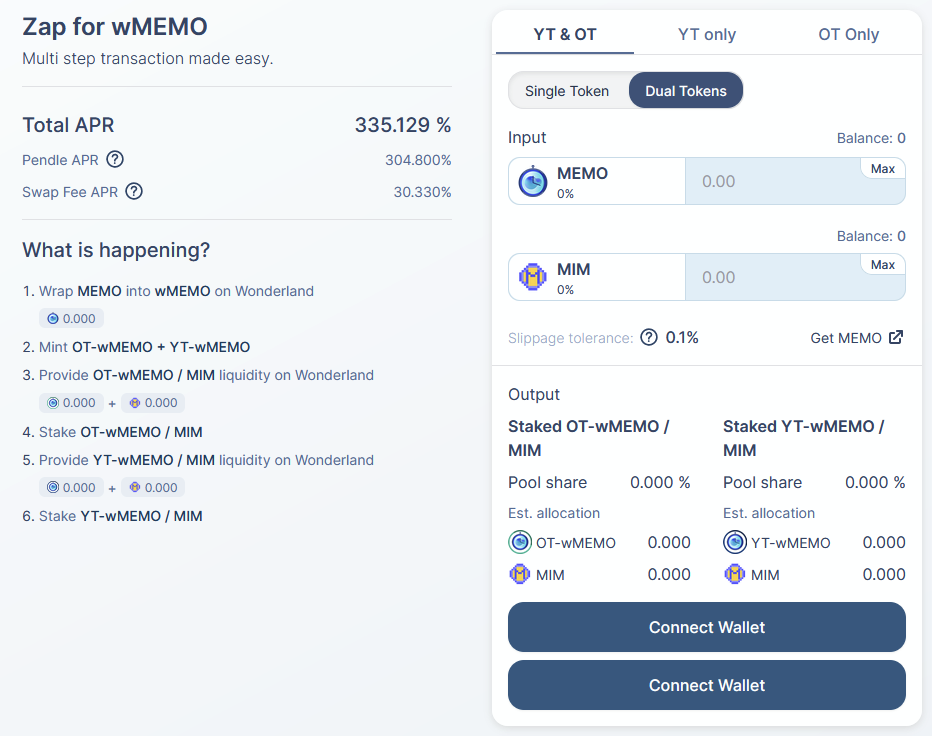 Zap for wMEMO
Multi step transaction made easy.
Total APR 335.129 %
Pendle APR ? 304.800%
Swap Fee APR ? 30.330%
What is happening?
1. Wrap MEMO into wMEMO on Wonderland
0.000
2. Mint OT-wMEMO + YT-wMEMO
3. Provide OT-wMEMO / MIM liquidity on Wonderland
0.000 + 0.000
4. Stake OT-wMEMO / MIM
5. Provide YT-wMEMO / MIM liquidity on Wonderland
0.000 + 0.000
6. Stake YT-wMEMO / MIM
YT & OT YT only OT Only
Single Token Dual Tokens
Input Balance: 0
MEMO
0%
0.00 Max
Balance: 0
MIM
0%
0.00 Max
Slippage tolerance: ? 0.1% Get MEMO
Output
Staked OT-wMEMO /
MIM
Pool share 0.000 %
Est. allocation
OT-wMEMO 0.000
MIM 0.000
Staked YT-wMEMO /
MIM
Pool share 0.000 %
Est. allocation
YT-wMEMO 0.000
MIM 0.000
Connect Wallet
Connect Wallet